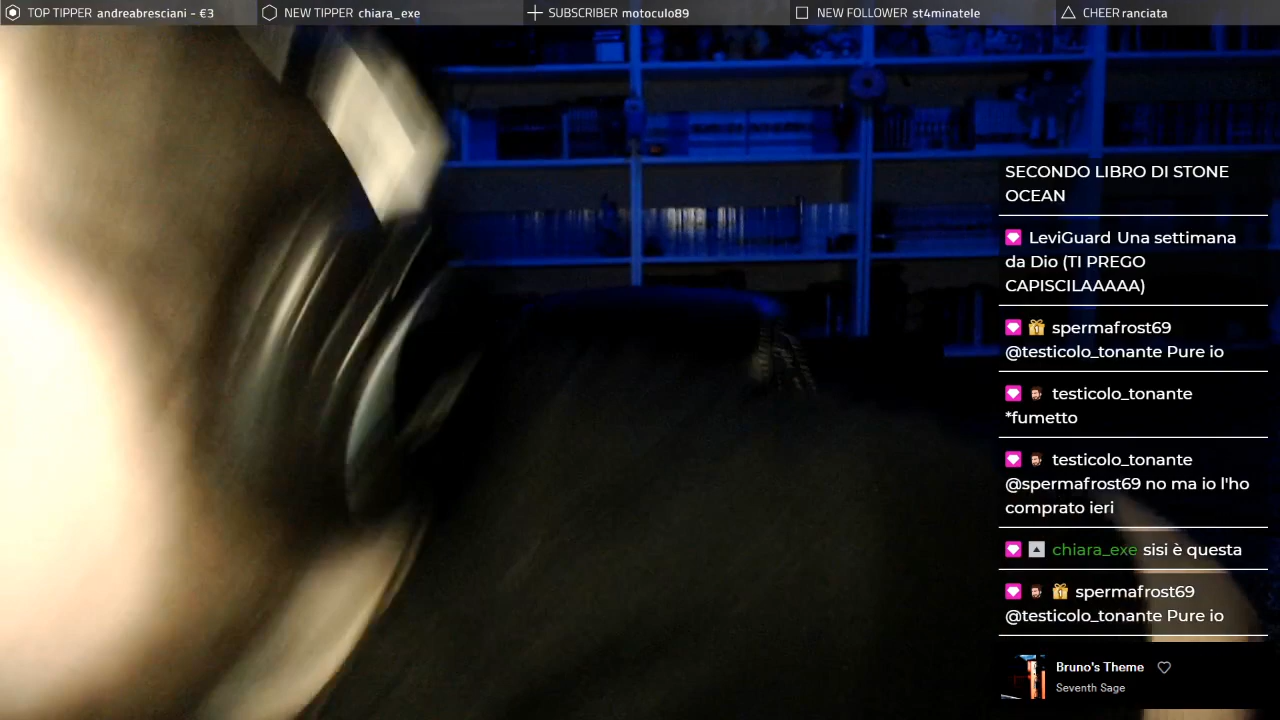 TOP TIPPER andreabresciani - €3
NEW TIPPER chiara_exe
SUBSCRIBER motoculo89
NEW FOLLOWER st4minatele
CHEER ranciata
SECONDO LIBRO DI STONE
OCEAN
LeviGuard Una settimana
da Dio (TI PREGO
CAPISCILAAAAA)
spermafrost69
@testicolo_tonante Pure io
testicolo_tonante
*fumetto
testicolo_tonante
@spermafrost69 no ma io l'ho
comprato ieri
chiara_exe sisi è questa
spermafrost69
@testicolo_tonante Pure io
Bruno's Theme
Seventh Sage